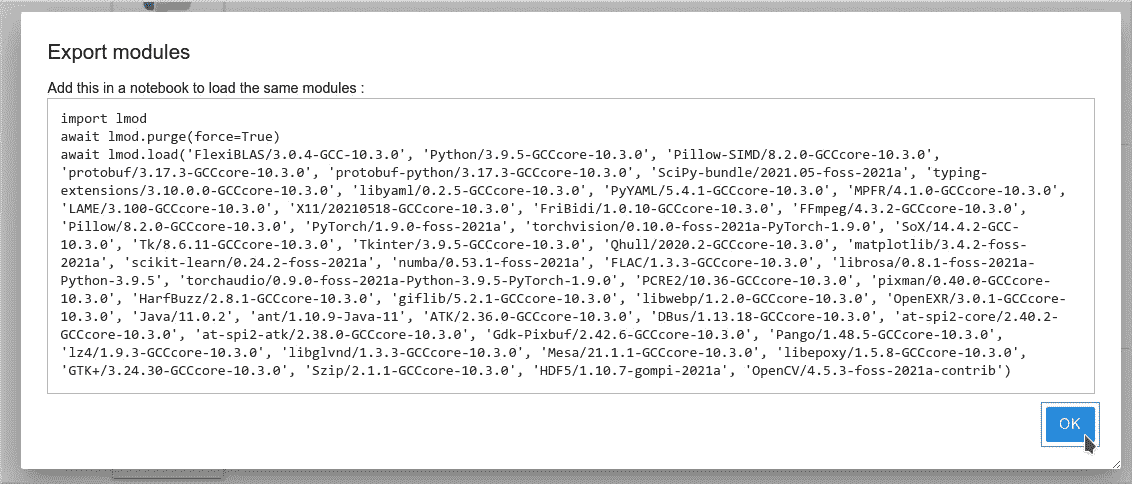 Export modules
Add this in a notebook to load the same modules :
import lmod
await lmod.purge(force=True)
await lmod.load('FlexiBLAS/3.0.4-GCC-10.3.0', 'Python/3.9.5-GCCcore-10.3.0', 'Pillow-SIMD/8.2.0-GCCcore-10.3.0',
'protobuf/3.17.3-GCCcore-10.3.0', 'protobuf-python/3.17.3-GCCcore-10.3.0', 'SciPy-bundle/2021.05-foss-2021a', 'typing-
extensions/3.10.0.0-GCCcore-10.3.0', 'libyaml/0.2.5-GCCcore-10.3.0', 'PyYAML/5.4.1-GCCcore-10.3.0', 'MPFR/4.1.0-GCCcore-10.3.0',
'LAME/3.100-GCCcore-10.3.0', 'X11/20210518-GCCcore-10.3.0', 'FriBidi/1.0.10-GCCcore-10.3.0', 'FFmpeg/4.3.2-GCCcore-10.3.0',
'Pillow/8.2.0-GCCcore-10.3.0', 'PyTorch/1.9.0-foss-2021a', 'torchvision/0.10.0-foss-2021a-PyTorch-1.9.0', 'SoX/14.4.2-GCC-
10.3.0', 'Tk/8.6.11-GCCcore-10.3.0', 'Tkinter/3.9.5-GCCcore-10.3.0', 'Qhull/2020.2-GCCcore-10.3.0', 'matplotlib/3.4.2-foss-
2021a', 'scikit-learn/0.24.2-foss-2021a', 'numba/0.53.1-foss-2021a', 'FLAC/1.3.3-GCCcore-10.3.0', 'librosa/0.8.1-foss-2021a-
Python-3.9.5', 'torchaudio/0.9.0-foss-2021a-Python-3.9.5-PyTorch-1.9.0', 'PCRE2/10.36-GCCcore-10.3.0', 'pixman/0.40.0-GCCcore-
10.3.0', 'HarfBuzz/2.8.1-GCCcore-10.3.0', 'giflib/5.2.1-GCCcore-10.3.0', 'libwebp/1.2.0-GCCcore-10.3.0', 'OpenEXR/3.0.1-GCCcore-
10.3.0', 'Java/11.0.2', 'ant/1.10.9-Java-11', 'ATK/2.36.0-GCCcore-10.3.0', 'DBus/1.13.18-GCCcore-10.3.0', 'at-spi2-core/2.40.2-
GCCcore-10.3.0', 'at-spi2-atk/2.38.0-GCCcore-10.3.0', 'Gdk-Pixbuf/2.42.6-GCCcore-10.3.0', 'Pango/1.48.5-GCCcore-10.3.0',
'lz4/1.9.3-GCCcore-10.3.0', 'libglvnd/1.3.3-GCCcore-10.3.0', 'Mesa/21.1.1-GCCcore-10.3.0', 'libepoxy/1.5.8-GCCcore-10.3.0',
'GTK+/3.24.30-GCCcore-10.3.0', 'Szip/2.1.1-GCCcore-10.3.0', 'HDF5/1.10.7-gompi-2021a', 'OpenCV/4.5.3-foss-2021a-contrib')
OK